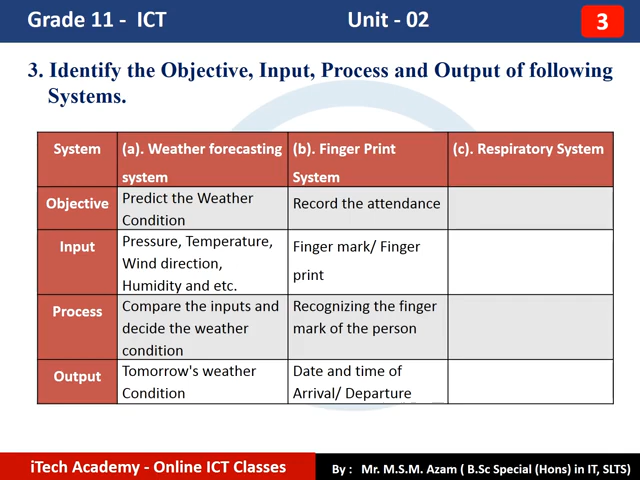 Grade 11 - ICT
Unit - 02
3
3. Identify the Objective, Input, Process and Output of following
Systems.
System
(a). Weather forecasting
system
(b). Finger Print
System
(c). Respiratory System
Objective
Predict the Weather
Condition
Record the attendance
Input
Pressure, Temperature,
Wind direction,
Humidity and etc.
Finger mark/ Finger
print
Process
Compare the inputs and
decide the weather
condition
Recognizing the finger
mark of the person
Output
Tomorrow's weather
Condition
Date and time of
Arrival/ Departure
iTech Academy - Online ICT Classes
By : Mr. M.S.M. Azam ( B.Sc Special (Hons) in IT, SLTS)